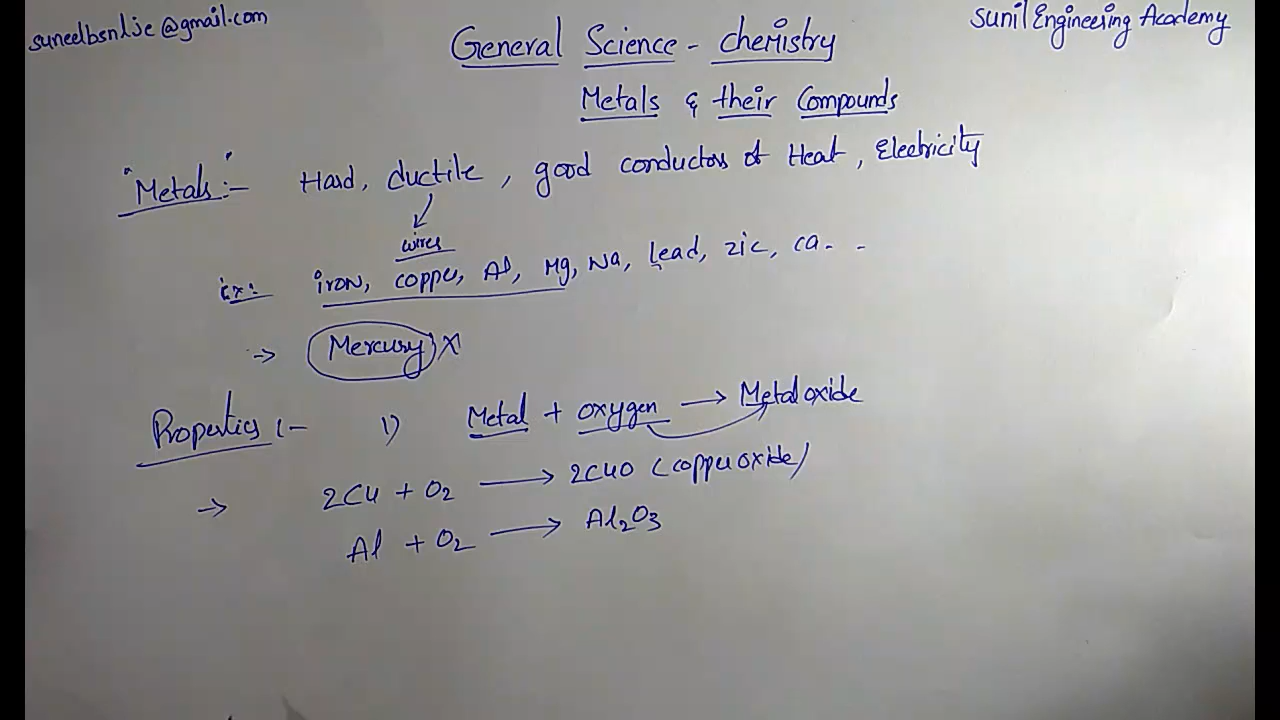 suneelbsnlje@gmail.com
Sunil Engineering Academy
General Science - chemistry
Metals & their Compounds
"Metals":- Hard, ductile, good conductors of Heat, Electricity
wires
Ex: iron, copper, Al, Mg, Na, Lead, zic, ca. .
→ Mercury X
Properties :- 1) Metal + oxygen → Metal oxide
→ 2Cu + O₂ → 2CuO (copper oxide)
Al + O₂ → Al₂O₃